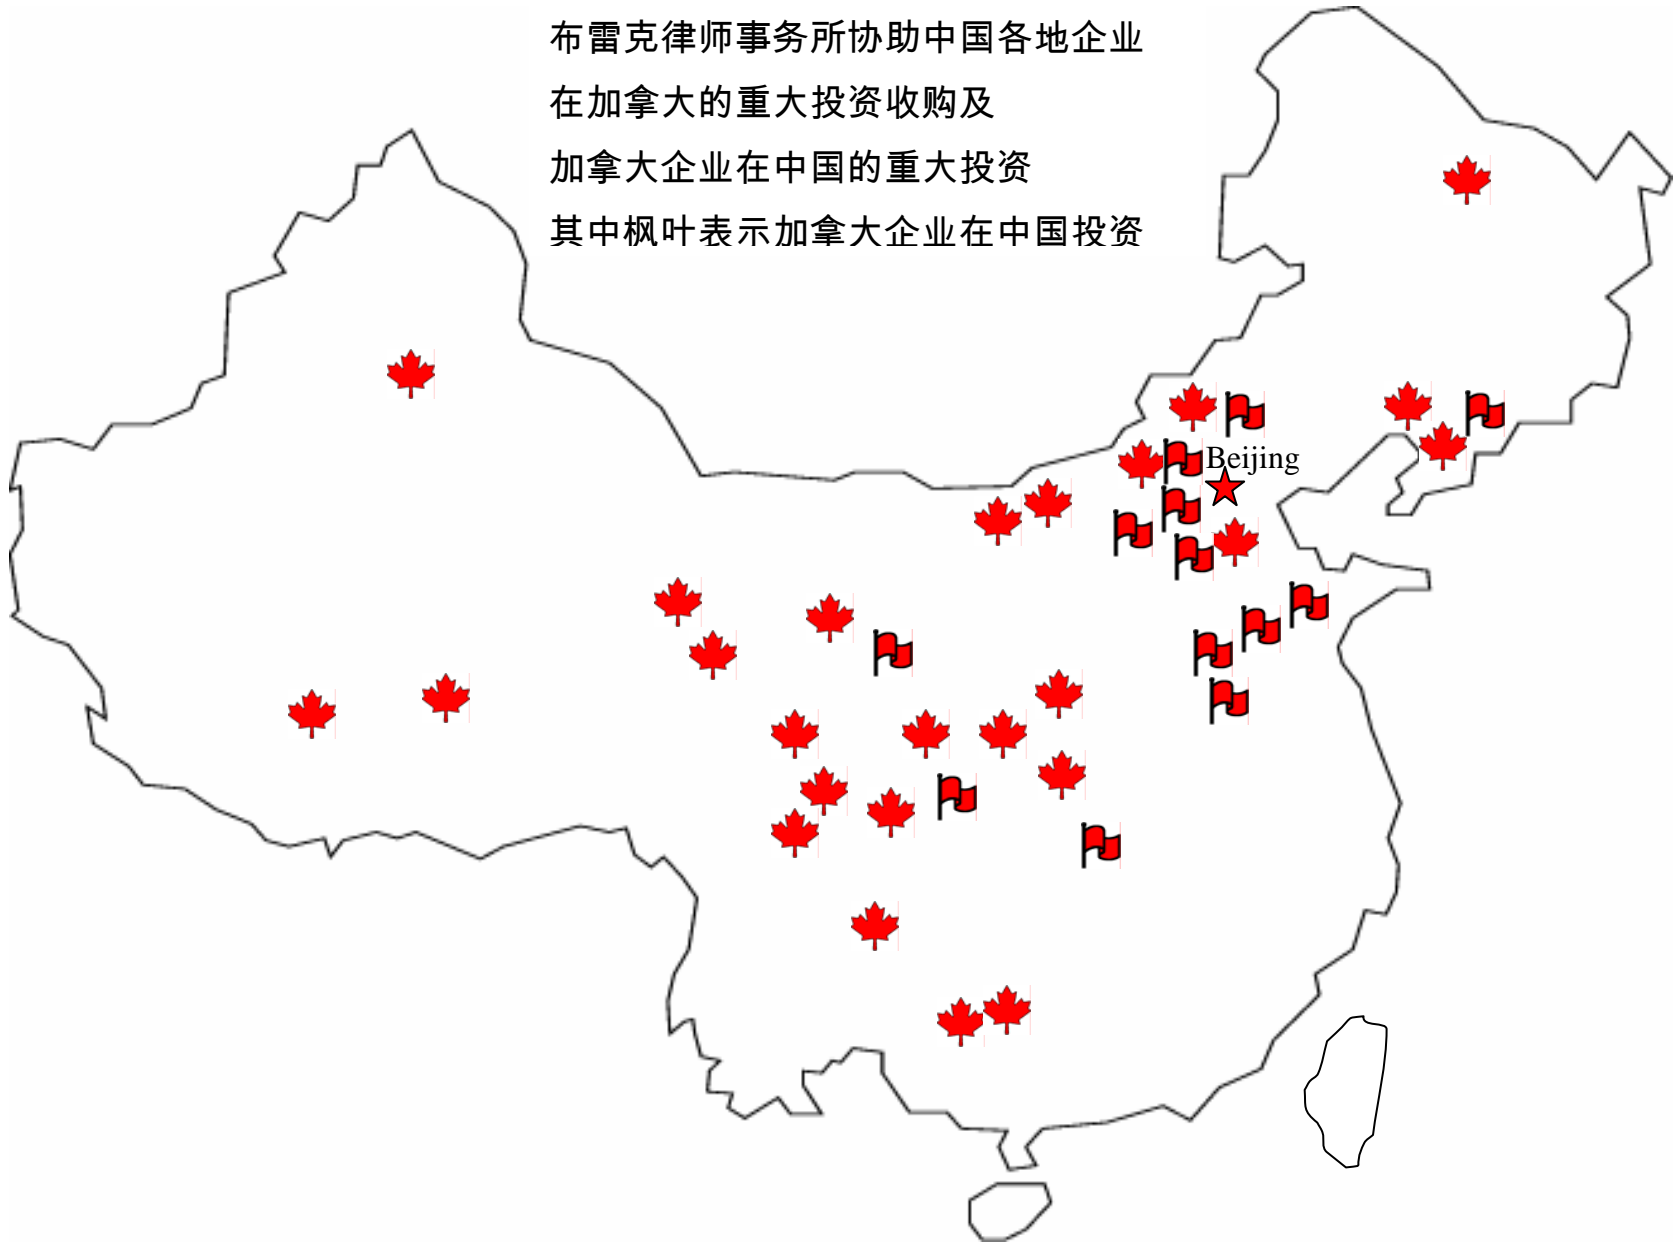 布雷克律师事务所协助中国各地企业
在加拿大的重大投资收购及
加拿大企业在中国的重大投资
其中枫叶表示加拿大企业在中国投资
Beijing